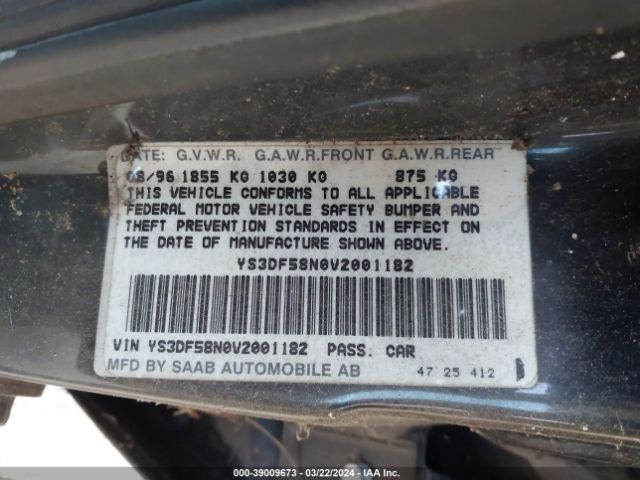 DATE: G.V.W.R. G.A.W.R.FRONT G.A.W.R.REAR
08/96 1855 KG 1030 KG 875 KG
THIS VEHICLE CONFORMS TO ALL APPLICABLE
FEDERAL MOTOR VEHICLE SAFETY BUMPER AND
THEFT PREVENTION STANDARDS IN EFFECT ON
THE DATE OF MANUFACTURE SHOWN ABOVE.
YS3DF58N0V2001182
VIN YS3DF58N0V2001182 PASS. CAR
MFD BY SAAB AUTOMOBILE AB 47 25 412
000-39009673 - 03/22/2024 - IAA Inc.